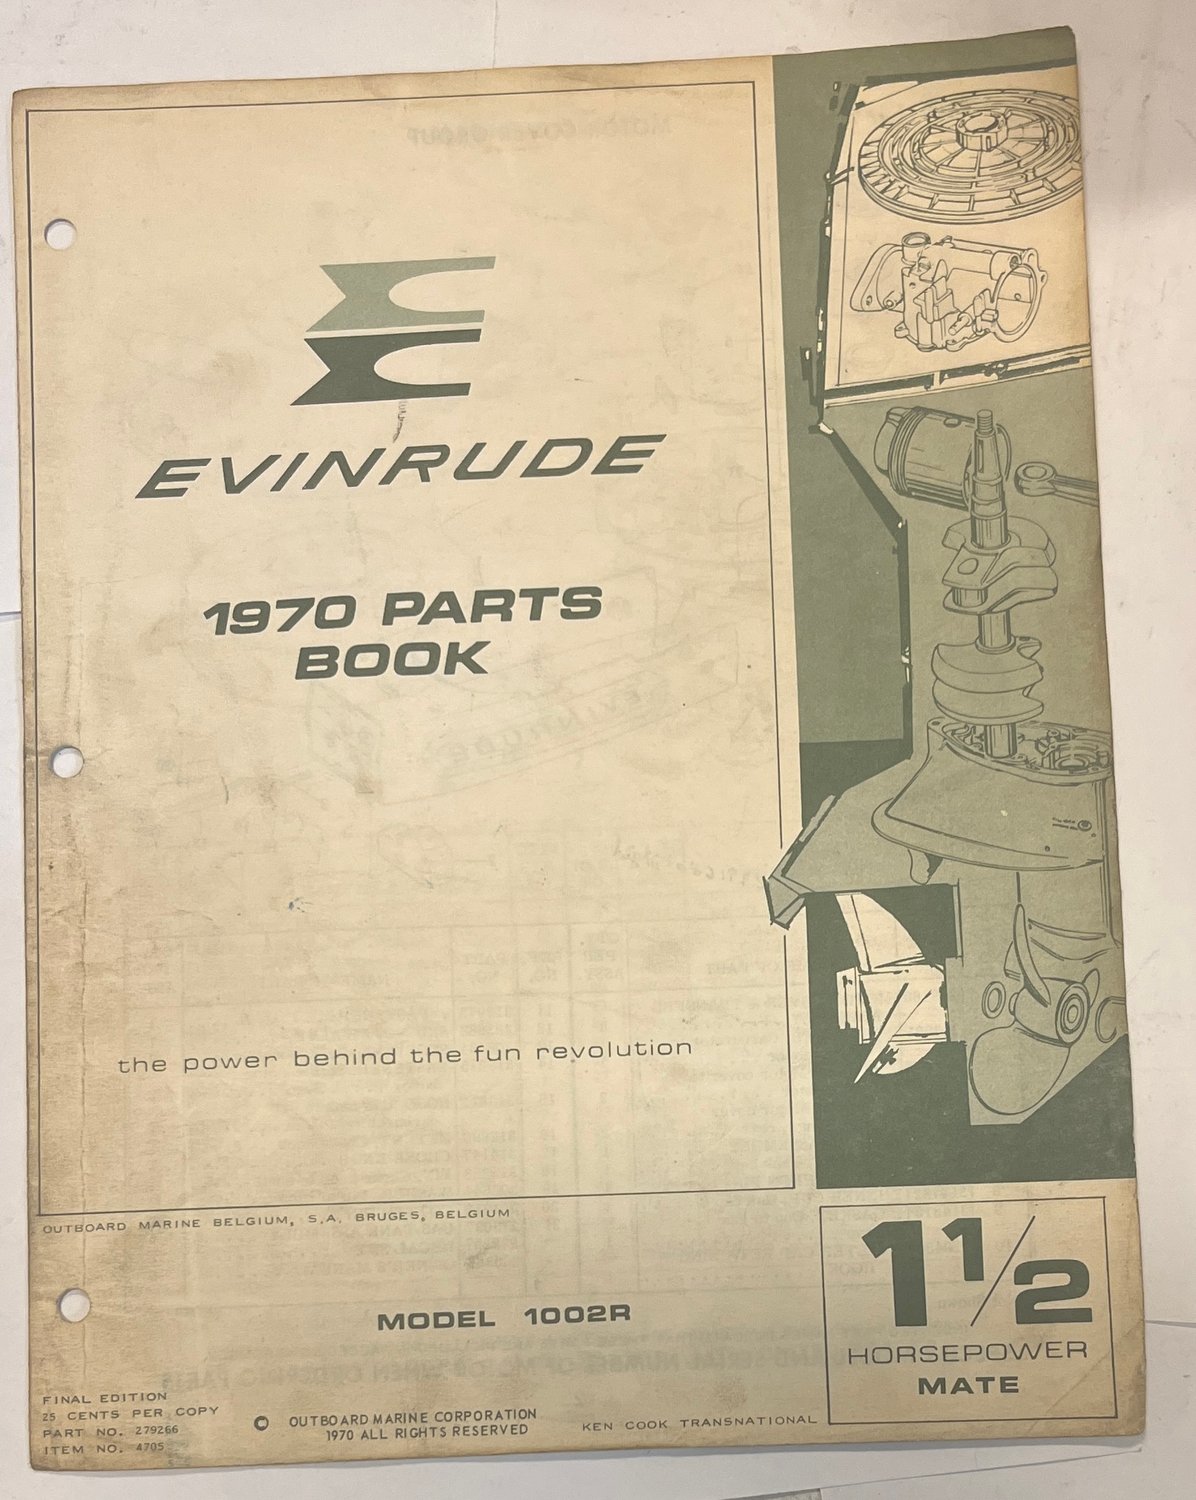 EVINRUDE
1970 PARTS
BOOK
the power behind the fun revolution
OUTBOARD MARINE BELGIUM, S.A. BRUGES, BELGIUM
MODEL 1002R
1 1/2
HORSEPOWER
MATE
FINAL EDITION
25 CENTS PER COPY
PART NO. 279266
ITEM NO. 4705
© OUTBOARD MARINE CORPORATION
1970 ALL RIGHTS RESERVED
KEN COOK TRANSNATIONAL